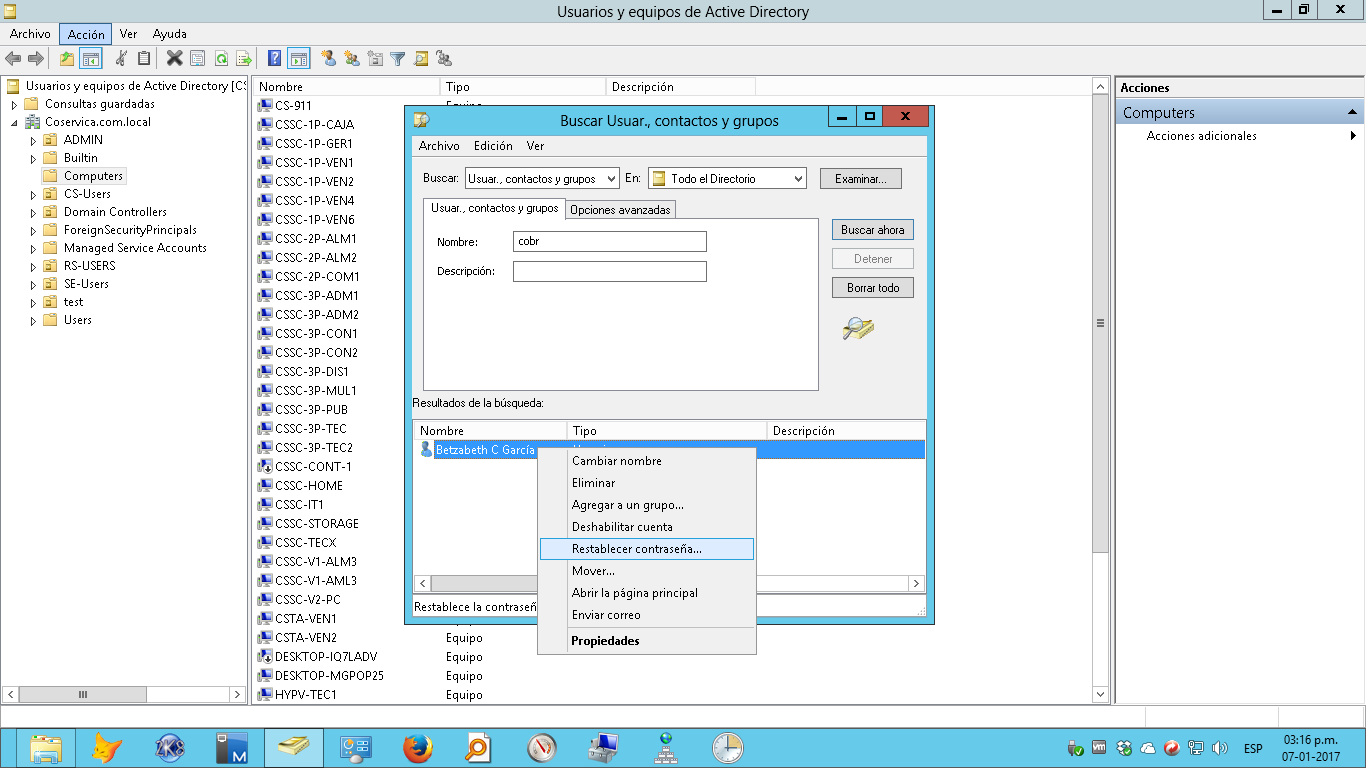 Usuarios y equipos de Active Directory
Archivo Acción Ver Ayuda
Usuarios y equipos de Active Directory [CS
Consultas guardadas
Coservica.com.local
ADMIN
Builtin
Computers
CS-Users
Domain Controllers
ForeignSecurityPrincipals
Managed Service Accounts
RS-USERS
SE-Users
test
Users
Nombre Tipo Descripción
CS-911 Equipo
CSSC-1P-CAJA
CSSC-1P-GER1
CSSC-1P-VEN1
CSSC-1P-VEN2
CSSC-1P-VEN4
CSSC-1P-VEN6
CSSC-2P-ALM1
CSSC-2P-ALM2
CSSC-2P-COM1
CSSC-3P-ADM1
CSSC-3P-ADM2
CSSC-3P-CON1
CSSC-3P-CON2
CSSC-3P-DIS1
CSSC-3P-MUL1
CSSC-3P-PUB
CSSC-3P-TEC
CSSC-3P-TEC2
CSSC-CONT-1
CSSC-HOME
CSSC-IT1
CSSC-STORAGE
CSSC-TECX
CSSC-V1-ALM3
CSSC-V1-AML3
CSSC-V2-PC
CSTA-VEN1
CSTA-VEN2 Equipo
DESKTOP-IQ7LADV Equipo
DESKTOP-MGPOP25 Equipo
HYPV-TEC1 Equipo
Buscar Usuar., contactos y grupos
Archivo Edición Ver
Buscar: Usuar., contactos y grupos En: Todo el Directorio Examinar...
Usuar., contactos y grupos Opciones avanzadas
Nombre: cobr
Descripción:
Buscar ahora
Detener
Borrar todo
Resultados de la búsqueda:
Nombre Tipo Descripción
Betzabeth C García
Cambiar nombre
Eliminar
Agregar a un grupo...
Deshabilitar cuenta
Restablecer contraseña...
Mover...
Abrir la página principal
Enviar correo
Propiedades
Restablece la contraseñ
Acciones
Computers
Acciones adicionales
ZK8
M
vm
ESP
03:16 p.m.
07-01-2017